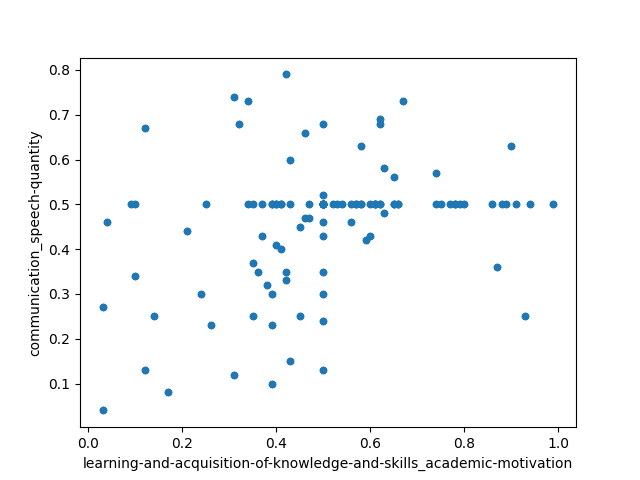 communication_speech-quantity
0.8
0.7
0.6
0.5
0.4
0.3
0.2
0.1
0.0 0.2 0.4 0.6 0.8 1.0
learning-and-acquisition-of-knowledge-and-skills_academic-motivation